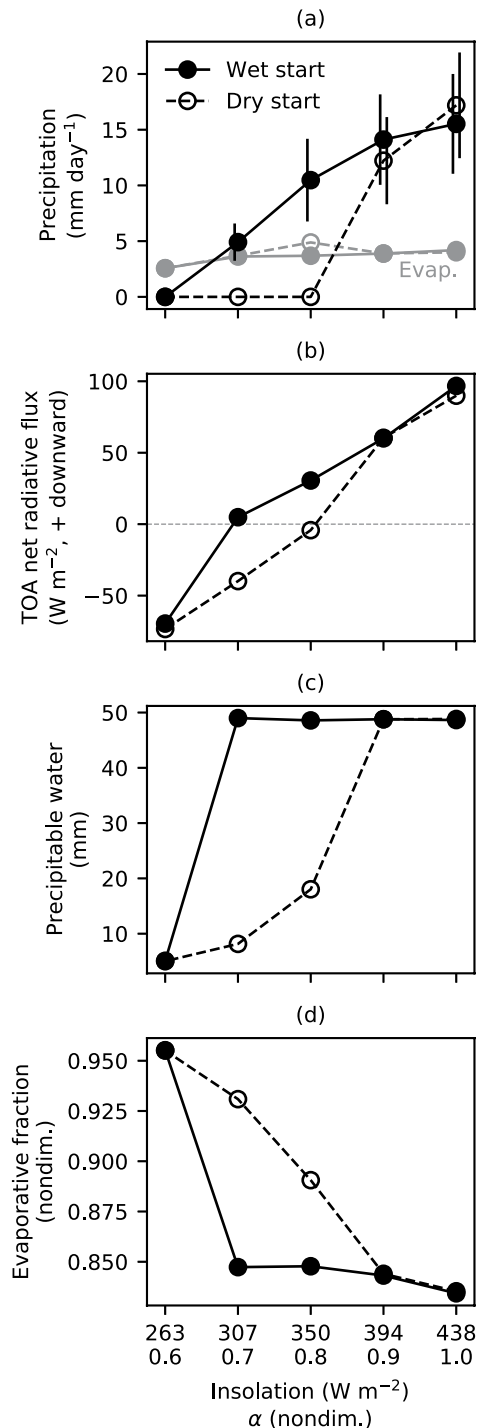 (a)
Precipitation
(mm day⁻¹)
20
15
10
5
0
Wet start
Dry start
Evap.
(b)
TOA net radiative flux
(W m⁻², + downward)
100
50
0
−50
(c)
Precipitable water
(mm)
50
40
30
20
10
(d)
Evaporative fraction
(nondim.)
0.950
0.925
0.900
0.875
0.850
263 307 350 394 438
0.6 0.7 0.8 0.9 1.0
Insolation (W m⁻²)
α (nondim.)